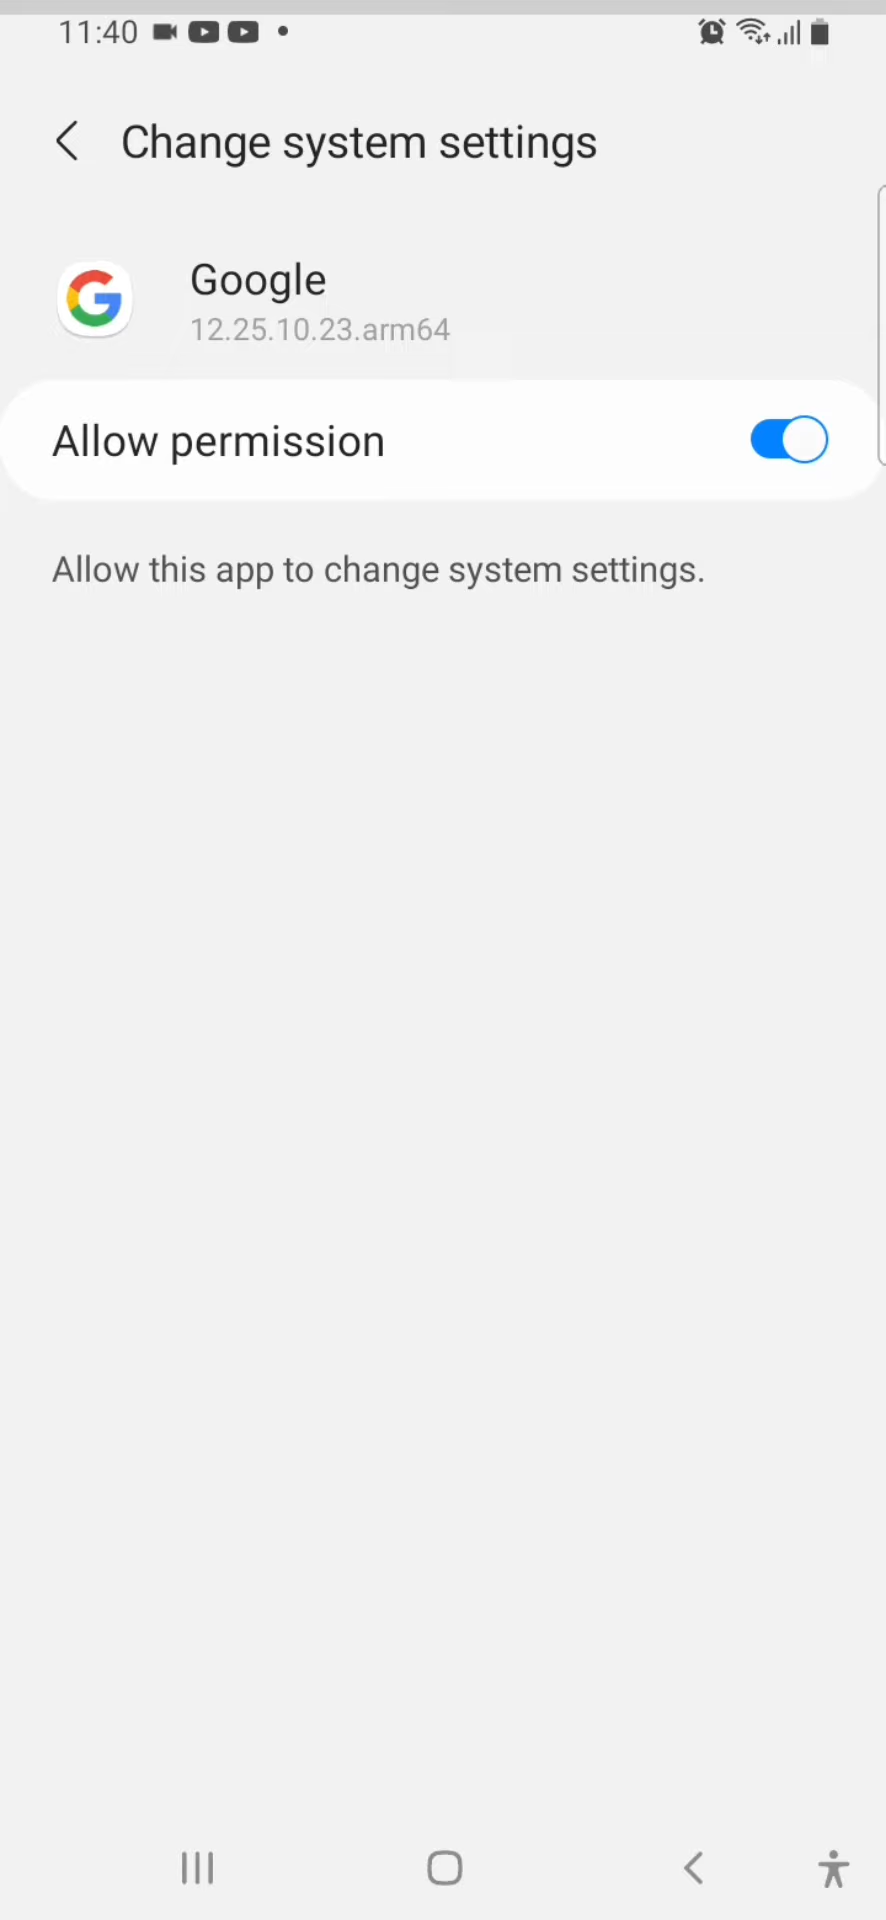 11:40
Change system settings
Google
12.25.10.23.arm64
Allow permission
Allow this app to change system settings.